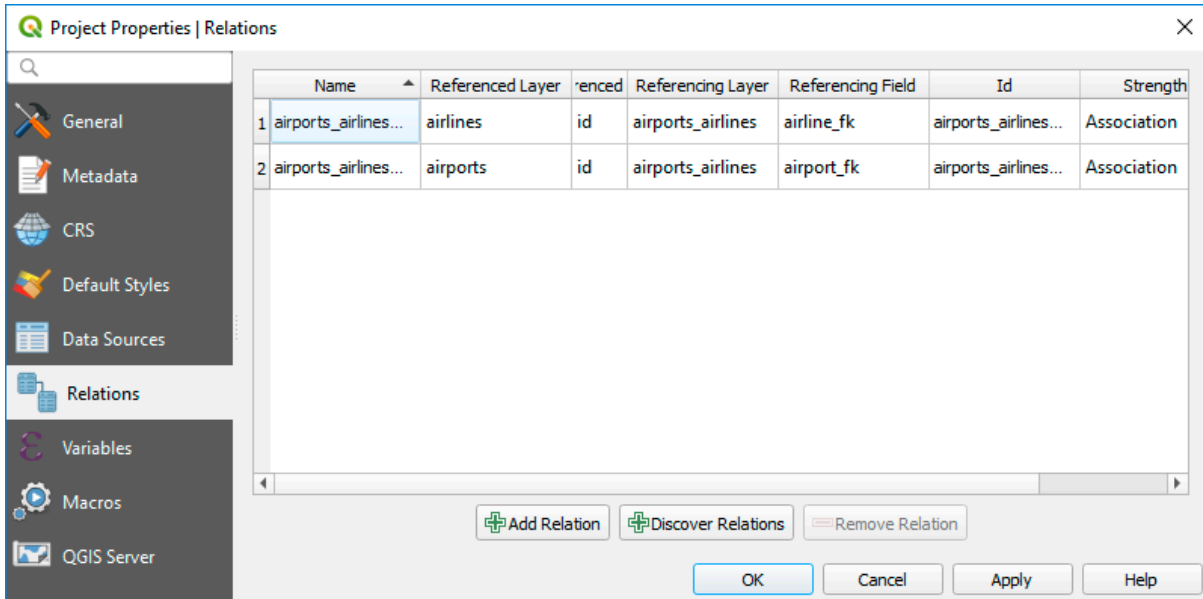 Project Properties | Relations
General
Metadata
CRS
Default Styles
Data Sources
Relations
Variables
Macros
QGIS Server
Name Referenced Layer renced Referencing Layer Referencing Field Id Strength
1 airports_airlines... airlines id airports_airlines airline_fk airports_airlines... Association
2 airports_airlines... airports id airports_airlines airport_fk airports_airlines... Association
Add Relation Discover Relations Remove Relation
OK Cancel Apply Help